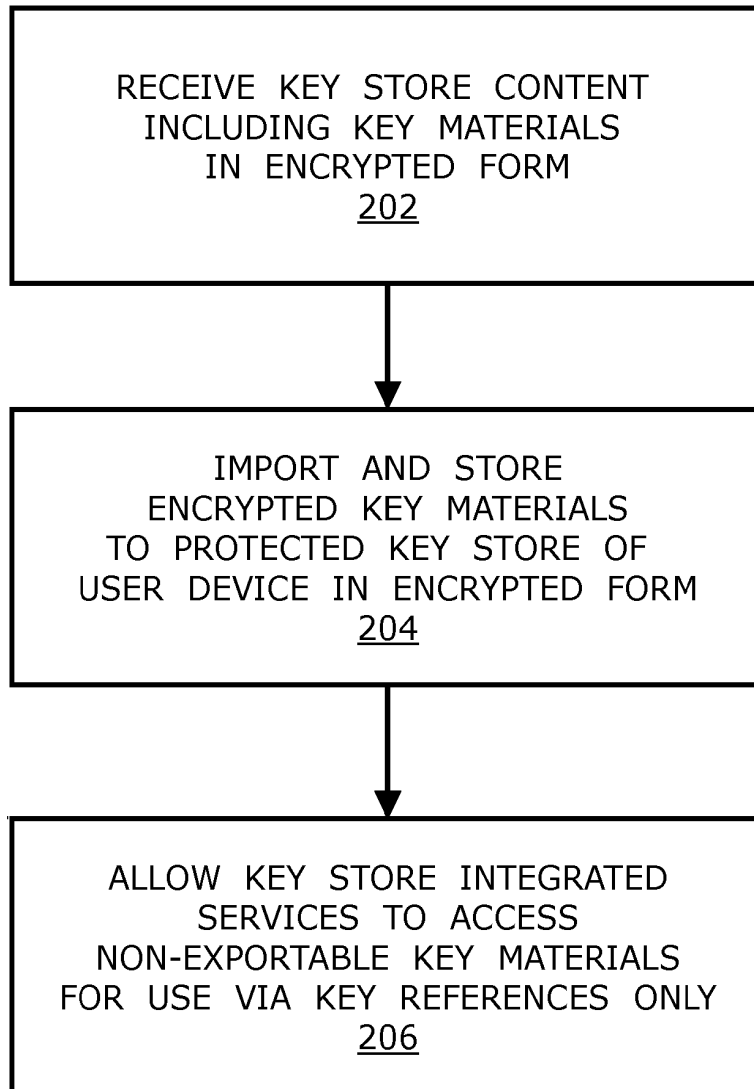 RECEIVE KEY STORE CONTENT
INCLUDING KEY MATERIALS
IN ENCRYPTED FORM
202
IMPORT AND STORE
ENCRYPTED KEY MATERIALS
TO PROTECTED KEY STORE OF
USER DEVICE IN ENCRYPTED FORM
204
ALLOW KEY STORE INTEGRATED
SERVICES TO ACCESS
NON-EXPORTABLE KEY MATERIALS
FOR USE VIA KEY REFERENCES ONLY
206